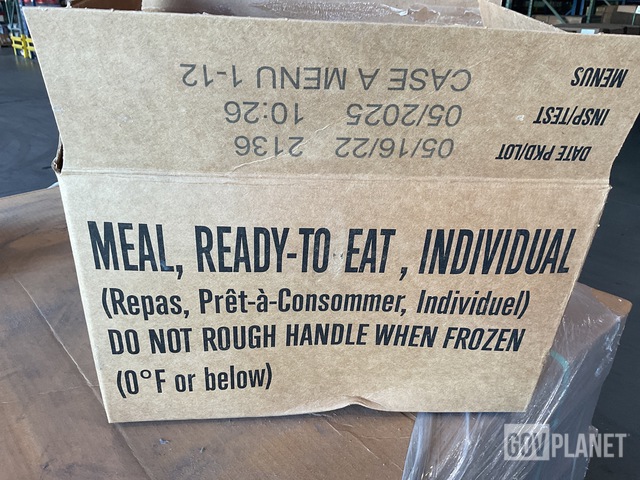 MENUS CASE A MENU 1-12
INSP/TEST 05/2025 10:26
DATE PKD/LOT 05/16/22 2136
MEAL, READY-TO EAT, INDIVIDUAL
(Repas, Prêt-à-Consommer, Individuel)
DO NOT ROUGH HANDLE WHEN FROZEN
(0°F or below)
GOVPLANET